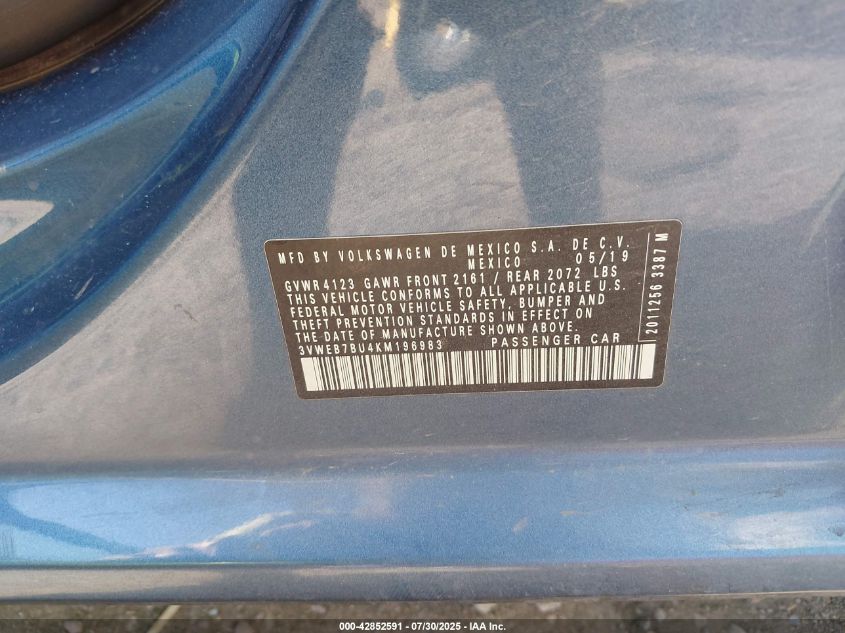 MFD BY VOLKSWAGEN DE MEXICO S.A. DE C.V.
MEXICO 05/19
GVWR 4123 GAWR FRONT 2161 / REAR 2072 LBS
THIS VEHICLE CONFORMS TO ALL APPLICABLE U.S.
FEDERAL MOTOR VEHICLE SAFETY, BUMPER AND
THEFT PREVENTION STANDARDS IN EFFECT ON
THE DATE OF MANUFACTURE SHOWN ABOVE.
3VWEB7BU4KM196983 PASSENGER CAR
2011256 3387 M
000-42852591 / 07/30/2025 - IAA Inc.